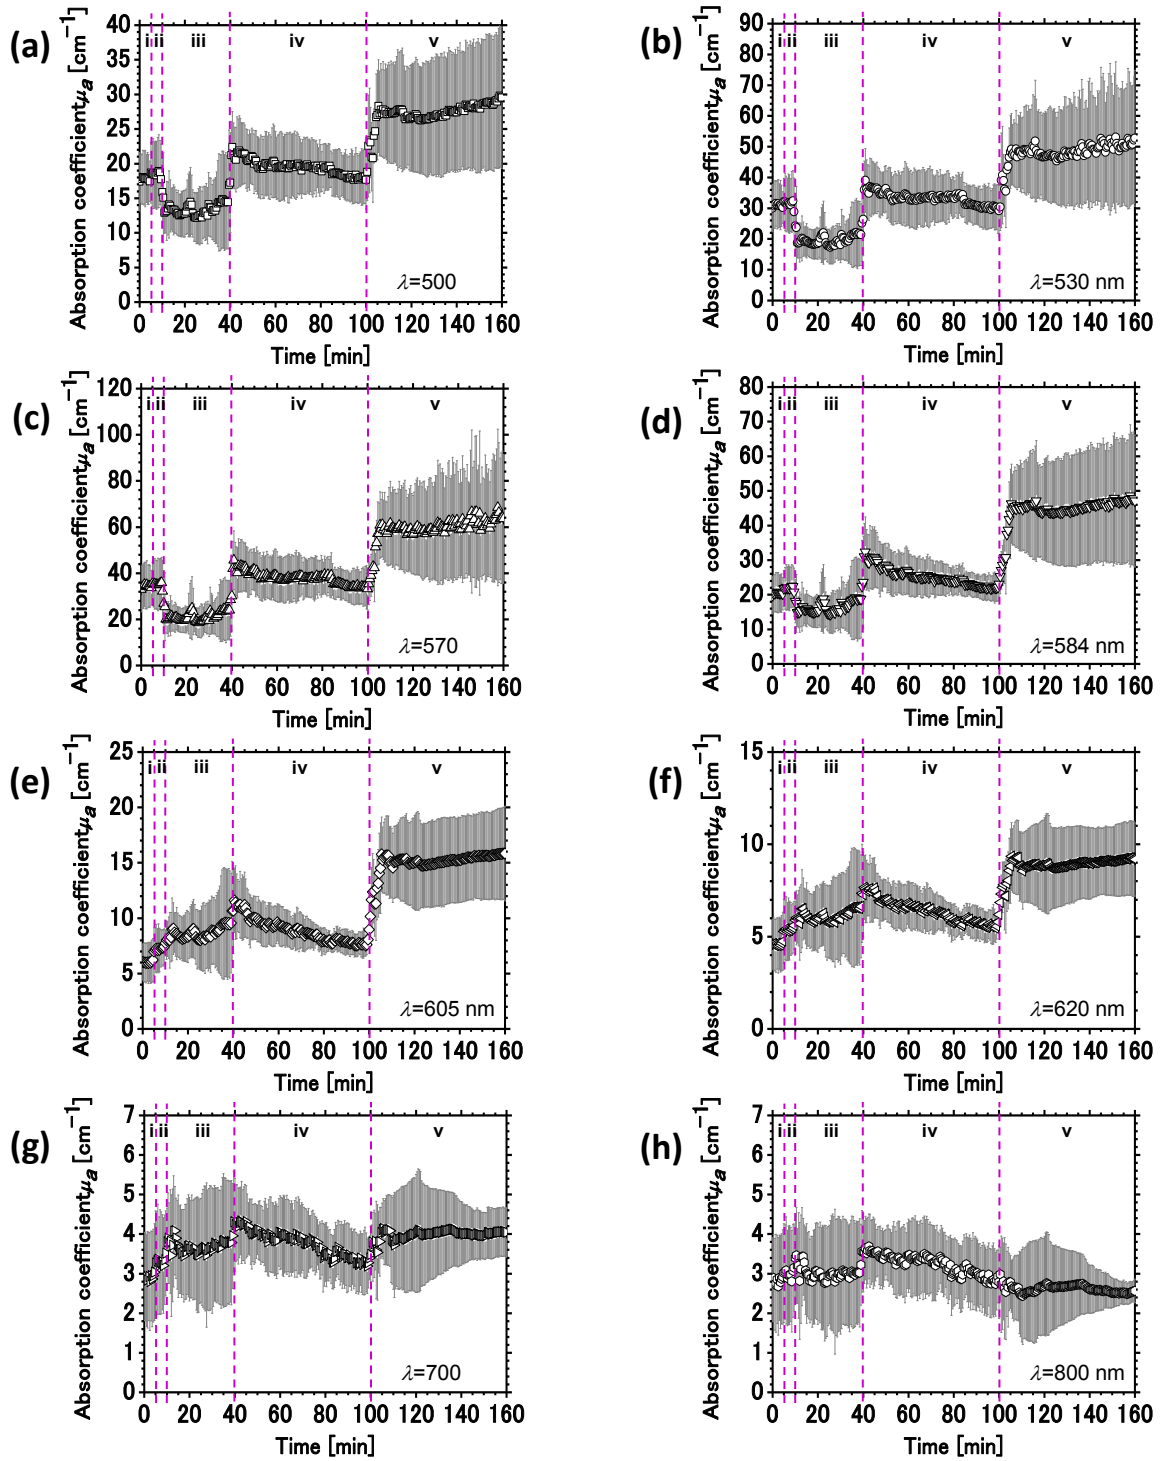 (a)
Absorption coefficient μa [cm−1]
40
35
30
25
20
15
10
5
0
i ii iii iv v
λ=500
0 20 40 60 80 100 120 140 160
Time [min]
(b)
Absorption coefficient μa [cm−1]
90
80
70
60
50
40
30
20
10
0
i ii iii iv v
λ=530 nm
0 20 40 60 80 100 120 140 160
Time [min]
(c)
Absorption coefficient μa [cm−1]
120
100
80
60
40
20
0
i ii iii iv v
λ=570
0 20 40 60 80 100 120 140 160
Time [min]
(d)
Absorption coefficient μa [cm−1]
80
70
60
50
40
30
20
10
0
i ii iii iv v
λ=584 nm
0 20 40 60 80 100 120 140 160
Time [min]
(e)
Absorption coefficient μa [cm−1]
25
20
15
10
5
0
i ii iii iv v
λ=605 nm
0 20 40 60 80 100 120 140 160
Time [min]
(f)
Absorption coefficient μa [cm−1]
15
10
5
0
i ii iii iv v
λ=620 nm
0 20 40 60 80 100 120 140 160
Time [min]
(g)
Absorption coefficient μa [cm−1]
7
6
5
4
3
2
1
0
i ii iii iv v
λ=700
0 20 40 60 80 100 120 140 160
Time [min]
(h)
Absorption coefficient μa [cm−1]
7
6
5
4
3
2
1
0
i ii iii iv v
λ=800 nm
0 20 40 60 80 100 120 140 160
Time [min]